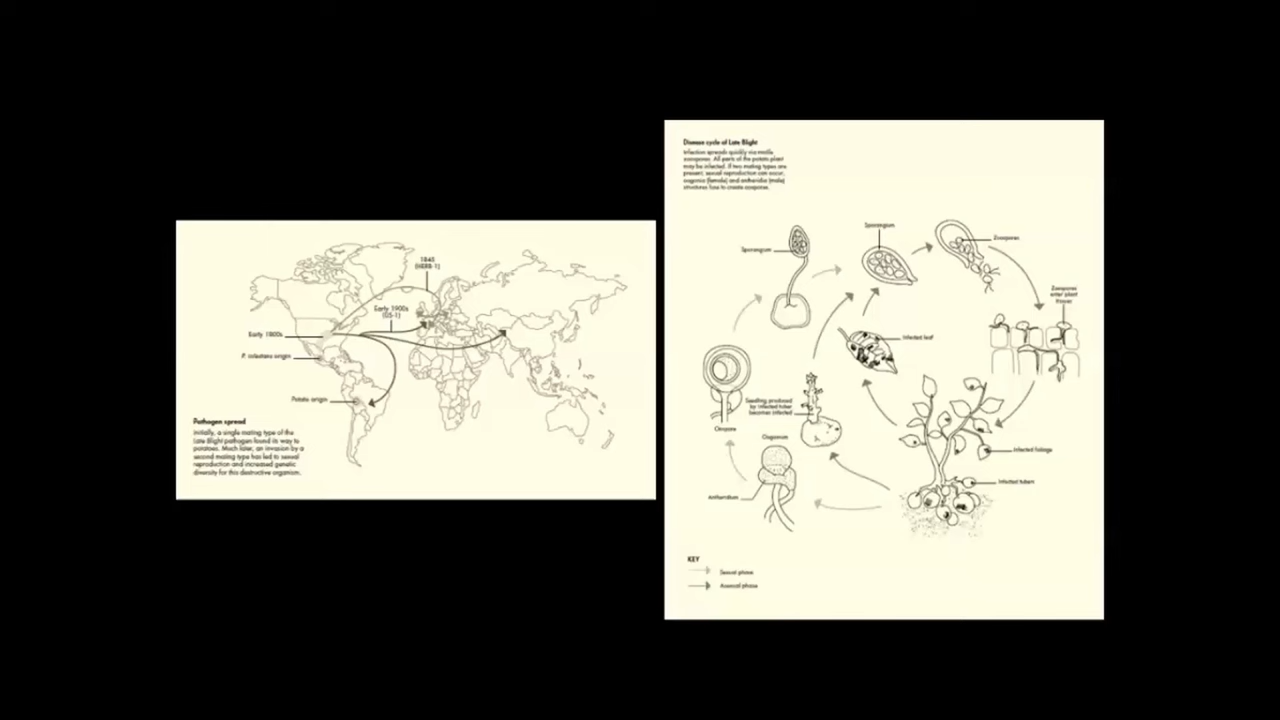 1845
(HERB-1)
Early 1900s
(US-1)
Early 1800s
P. infestans origin
Potato origin
Pathogen spread
Initially, a single mating type of the
Late Blight pathogen found its way to
potatoes. Much later, an invasion by a
second mating type has led to sexual
reproduction and increased genetic
diversity for this destructive organism.
Disease cycle of Late Blight
Infection spreads quickly via motile
zoospores. All parts of the potato plant
may be infected. If two mating types are
present, sexual reproduction can occur,
oogonia (female) and antheridia (male)
structures fuse to create oospores.
Sporangium
Sporangium
Zoospores
Zoospores
enter plant
tissues
Infected leaf
Seedling produced
by infected tuber
becomes infected
Oospore
Oogonium
Antheridium
Infected foliage
Infected tubers
KEY
Sexual phase
Asexual phase